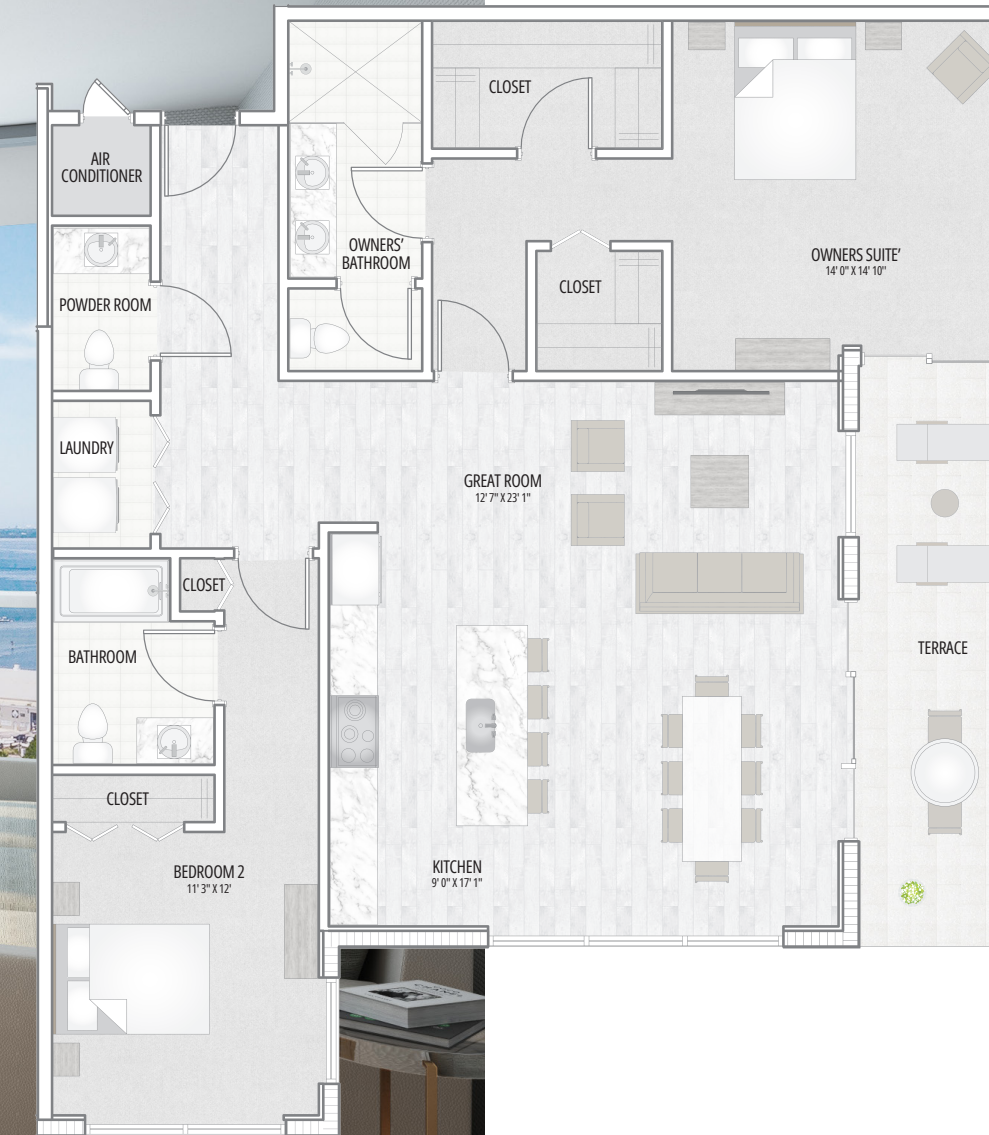 CLOSET
AIR
CONDITIONER
OWNERS'
BATHROOM
OWNERS SUITE'
14' 0" X 14' 10"
CLOSET
POWDER ROOM
LAUNDRY
GREAT ROOM
12' 7" X 23' 1"
CLOSET
BATHROOM
TERRACE
CLOSET
KITCHEN
9' 0" X 17' 1"
BEDROOM 2
11' 3" X 12'
CHANEL